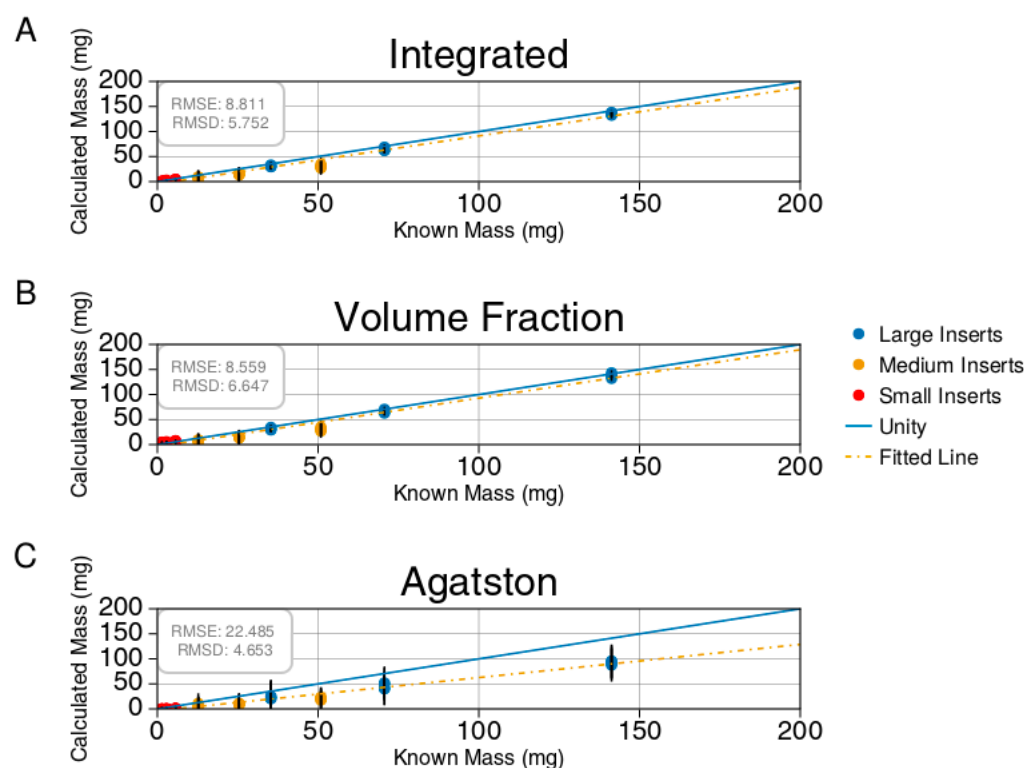 A
Integrated
Calculated Mass (mg)
200
150
100
50
0
RMSE: 8.811
RMSD: 5.752
0 50 100 150 200
Known Mass (mg)
B
Volume Fraction
Calculated Mass (mg)
200
150
100
50
0
RMSE: 8.559
RMSD: 6.647
0 50 100 150 200
Known Mass (mg)
Large Inserts
Medium Inserts
Small Inserts
Unity
Fitted Line
C
Agatston
Calculated Mass (mg)
200
150
100
50
0
RMSE: 22.485
RMSD: 4.653
0 50 100 150 200
Known Mass (mg)